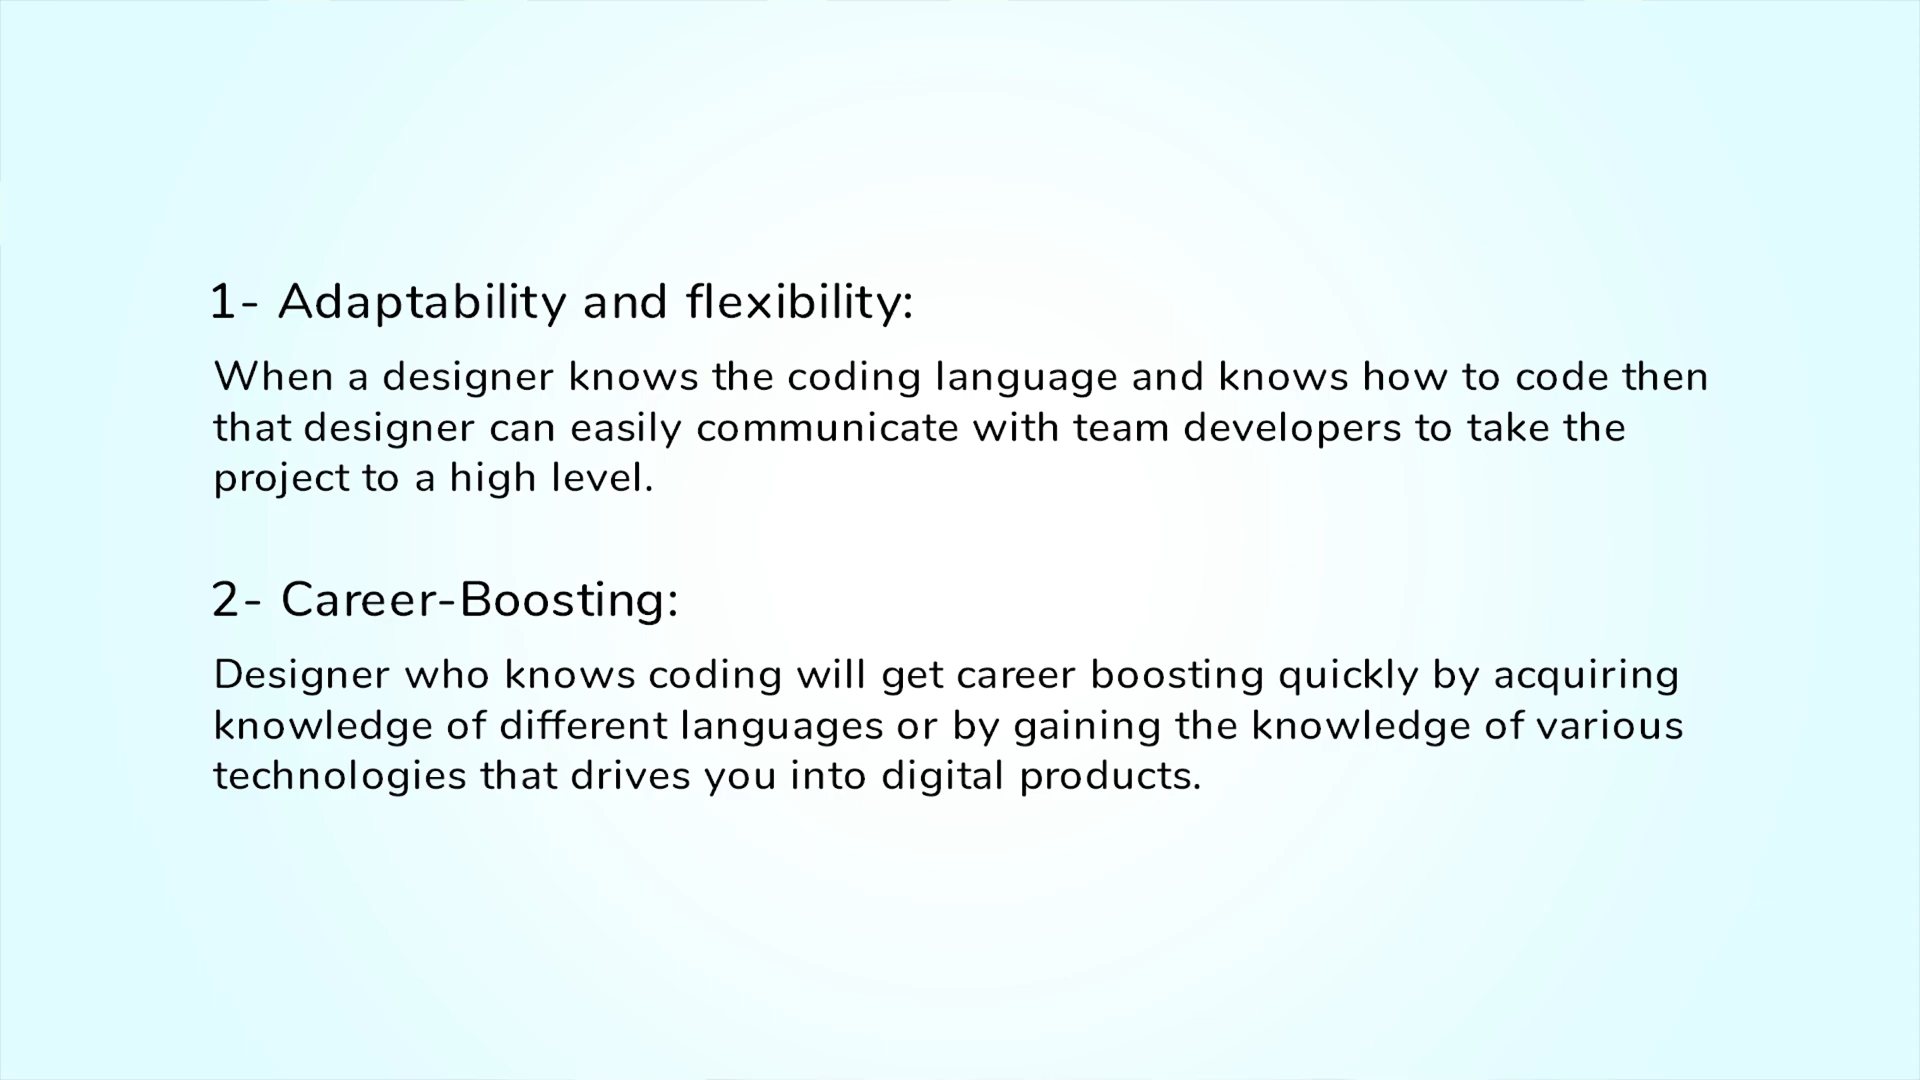 1- Adaptability and flexibility:
When a designer knows the coding language and knows how to code then
that designer can easily communicate with team developers to take the
project to a high level.
2- Career-Boosting:
Designer who knows coding will get career boosting quickly by acquiring
knowledge of different languages or by gaining the knowledge of various
technologies that drives you into digital products.